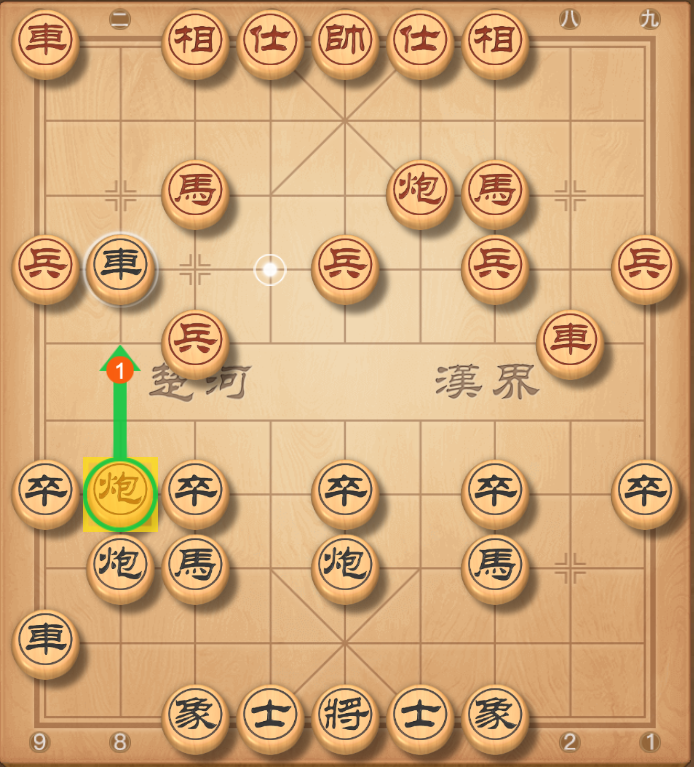 二 八 九
車 相 仕 帥 仕 相
馬 炮 馬
兵 車 兵 兵 兵
兵 車
1
楚河 漢界
卒 炮 卒 卒 卒 卒
炮 馬 炮 馬
車
象 士 將 士 象
9 8 2 1